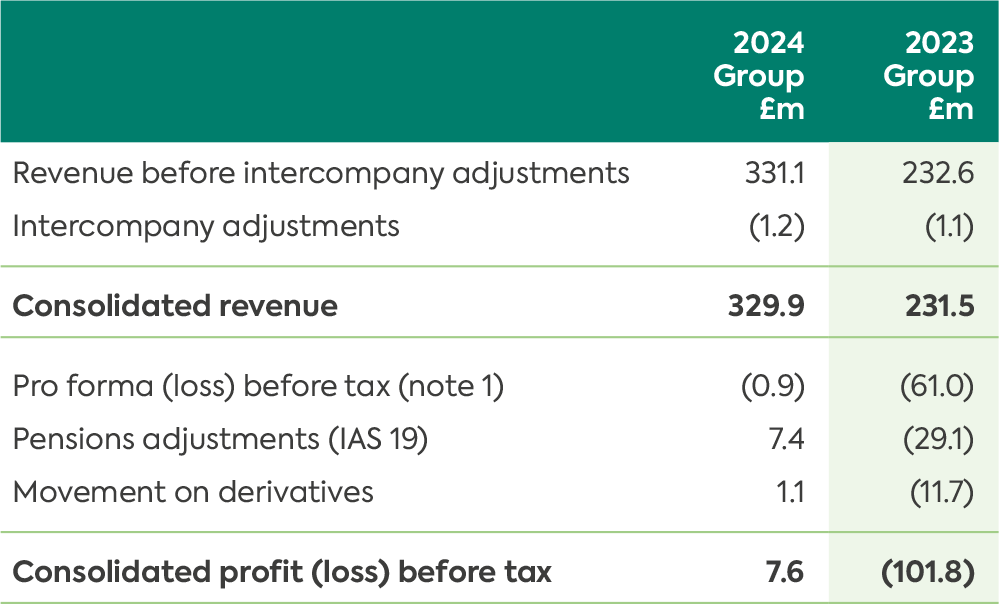 2024 2023
Group Group
£m £m
Revenue before intercompany adjustments 331.1 232.6
Intercompany adjustments (1.2) (1.1)
Consolidated revenue 329.9 231.5
Pro forma (loss) before tax (note 1) (0.9) (61.0)
Pensions adjustments (IAS 19) 7.4 (29.1)
Movement on derivatives 1.1 (11.7)
Consolidated profit (loss) before tax 7.6 (101.8)